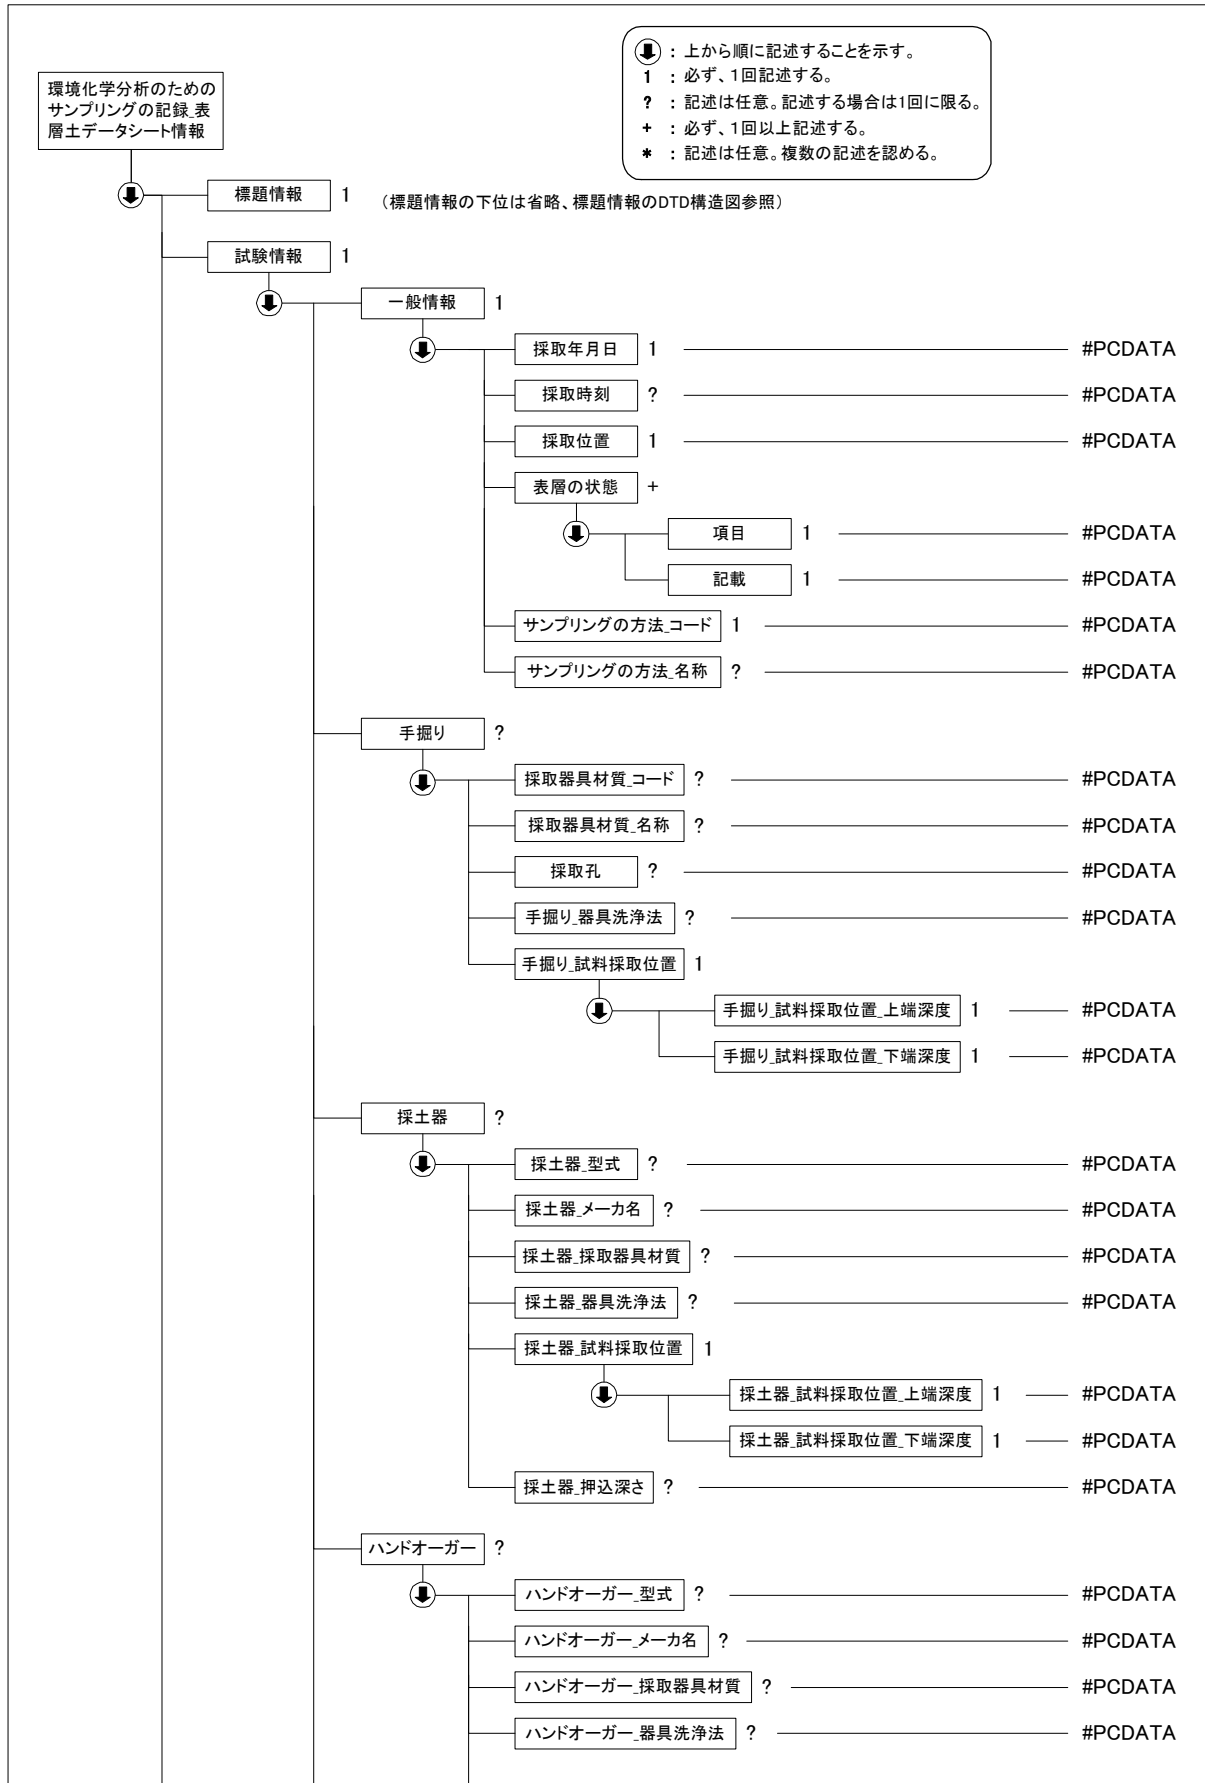 ：上から順に記述することを示す。
1 ：必ず、1回記述する。
? ：記述は任意。記述する場合は1回に限る。
+ ：必ず、1回以上記述する。
* ：記述は任意。複数の記述を認める。
環境化学分析のための
サンプリングの記録_表
層土データシート情報
標題情報 1 （標題情報の下位は省略、標題情報のDTD構造図参照）
試験情報 1
一般情報 1
採取年月日 1 #PCDATA
採取時刻 ? #PCDATA
採取位置 1 #PCDATA
表層の状態 +
項目 1 #PCDATA
記載 1 #PCDATA
サンプリングの方法_コード 1 #PCDATA
サンプリングの方法_名称 ? #PCDATA
手掘り ?
採取器具材質_コード ? #PCDATA
採取器具材質_名称 ? #PCDATA
採取孔 ? #PCDATA
手掘り_器具洗浄法 ? #PCDATA
手掘り_試料採取位置 1
手掘り_試料採取位置_上端深度 1 #PCDATA
手掘り_試料採取位置_下端深度 1 #PCDATA
採土器 ?
採土器_型式 ? #PCDATA
採土器_メーカ名 ? #PCDATA
採土器_採取器具材質 ? #PCDATA
採土器_器具洗浄法 ? #PCDATA
採土器_試料採取位置 1
採土器_試料採取位置_上端深度 1 #PCDATA
採土器_試料採取位置_下端深度 1 #PCDATA
採土器_押込深さ ? #PCDATA
ハンドオーガー ?
ハンドオーガー_型式 ? #PCDATA
ハンドオーガー_メーカ名 ? #PCDATA
ハンドオーガー_採取器具材質 ? #PCDATA
ハンドオーガー_器具洗浄法 ? #PCDATA